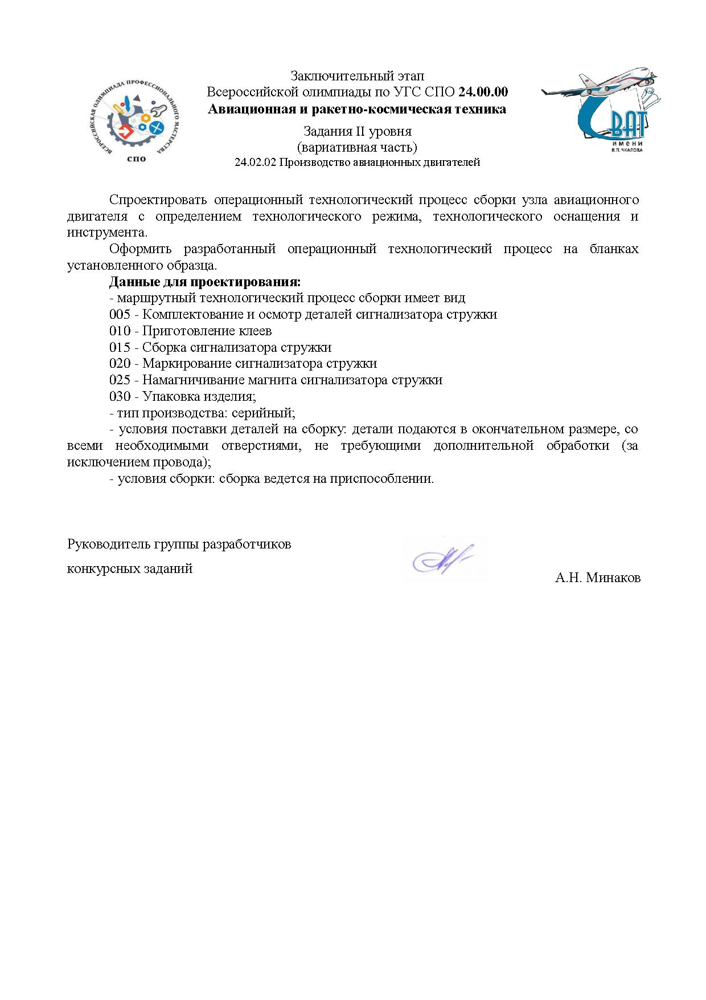 Заключительный этап
Всероссийской олимпиады по УГС СПО 24.00.00
Авиационная и ракетно-космическая техника
Задания II уровня
(вариативная часть)
24.02.02 Производство авиационных двигателей
ВСЕРОССИЙСКАЯ ОЛИМПИАДА ПРОФЕССИОНАЛЬНОГО МАСТЕРСТВА
СПО
ВАТ
имени
В.П. ЧКАЛОВА
Спроектировать операционный технологический процесс сборки узла авиационного
двигателя с определением технологического режима, технологического оснащения и
инструмента.
Оформить разработанный операционный технологический процесс на бланках
установленного образца.
Данные для проектирования:
- маршрутный технологический процесс сборки имеет вид
005 - Комплектование и осмотр деталей сигнализатора стружки
010 - Приготовление клеев
015 - Сборка сигнализатора стружки
020 - Маркирование сигнализатора стружки
025 - Намагничивание магнита сигнализатора стружки
030 - Упаковка изделия;
- тип производства: серийный;
- условия поставки деталей на сборку: детали подаются в окончательном размере, со
всеми необходимыми отверстиями, не требующими дополнительной обработки (за
исключением провода);
- условия сборки: сборка ведется на приспособлении.
Руководитель группы разработчиков
конкурсных заданий
А.Н. Минаков